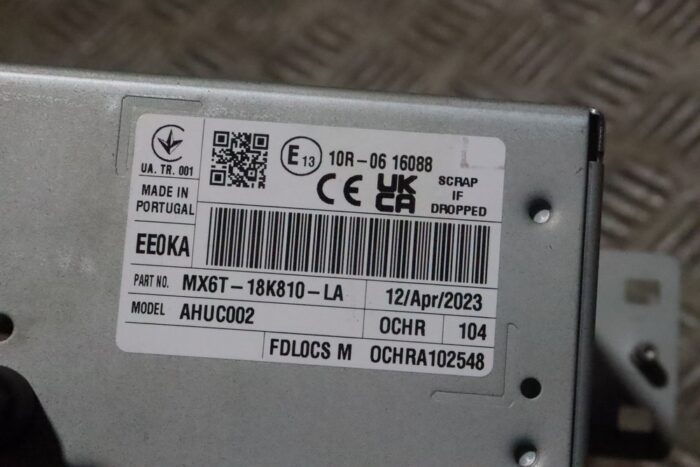 UA. TR. 001
E 13
10R-06 16088
CE
UK
CA
SCRAP
IF
DROPPED
MADE IN
PORTUGAL
EE0KA
PART NO. MX6T-18K810-LA
12/Apr/2023
MODEL AHUC002
OCHR 104
FDL0CS M OCHRA102548